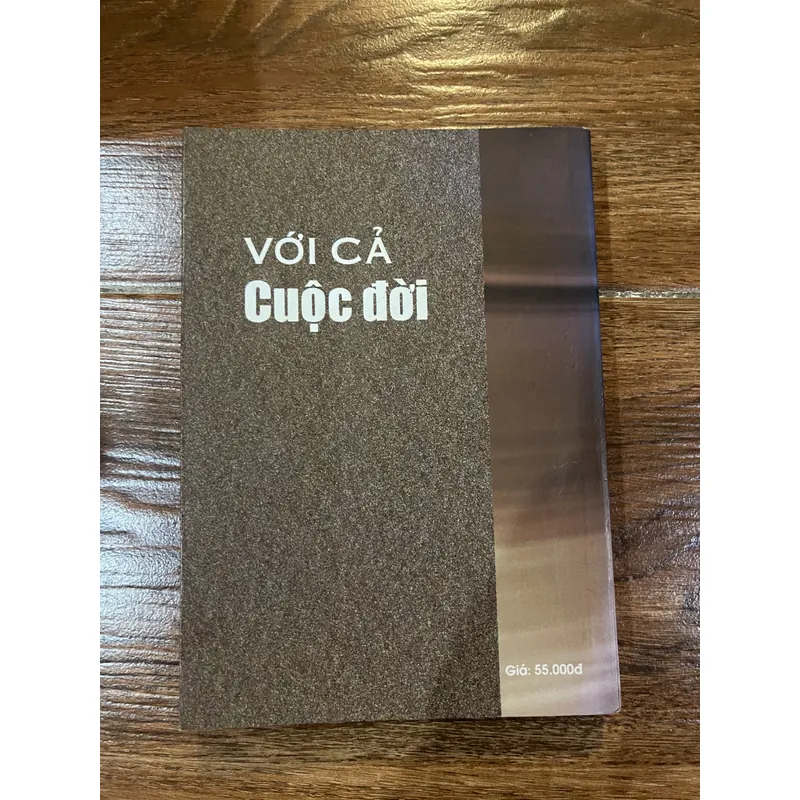 VỚI CẢ
Cuộc đời
Giá: 55.000đ